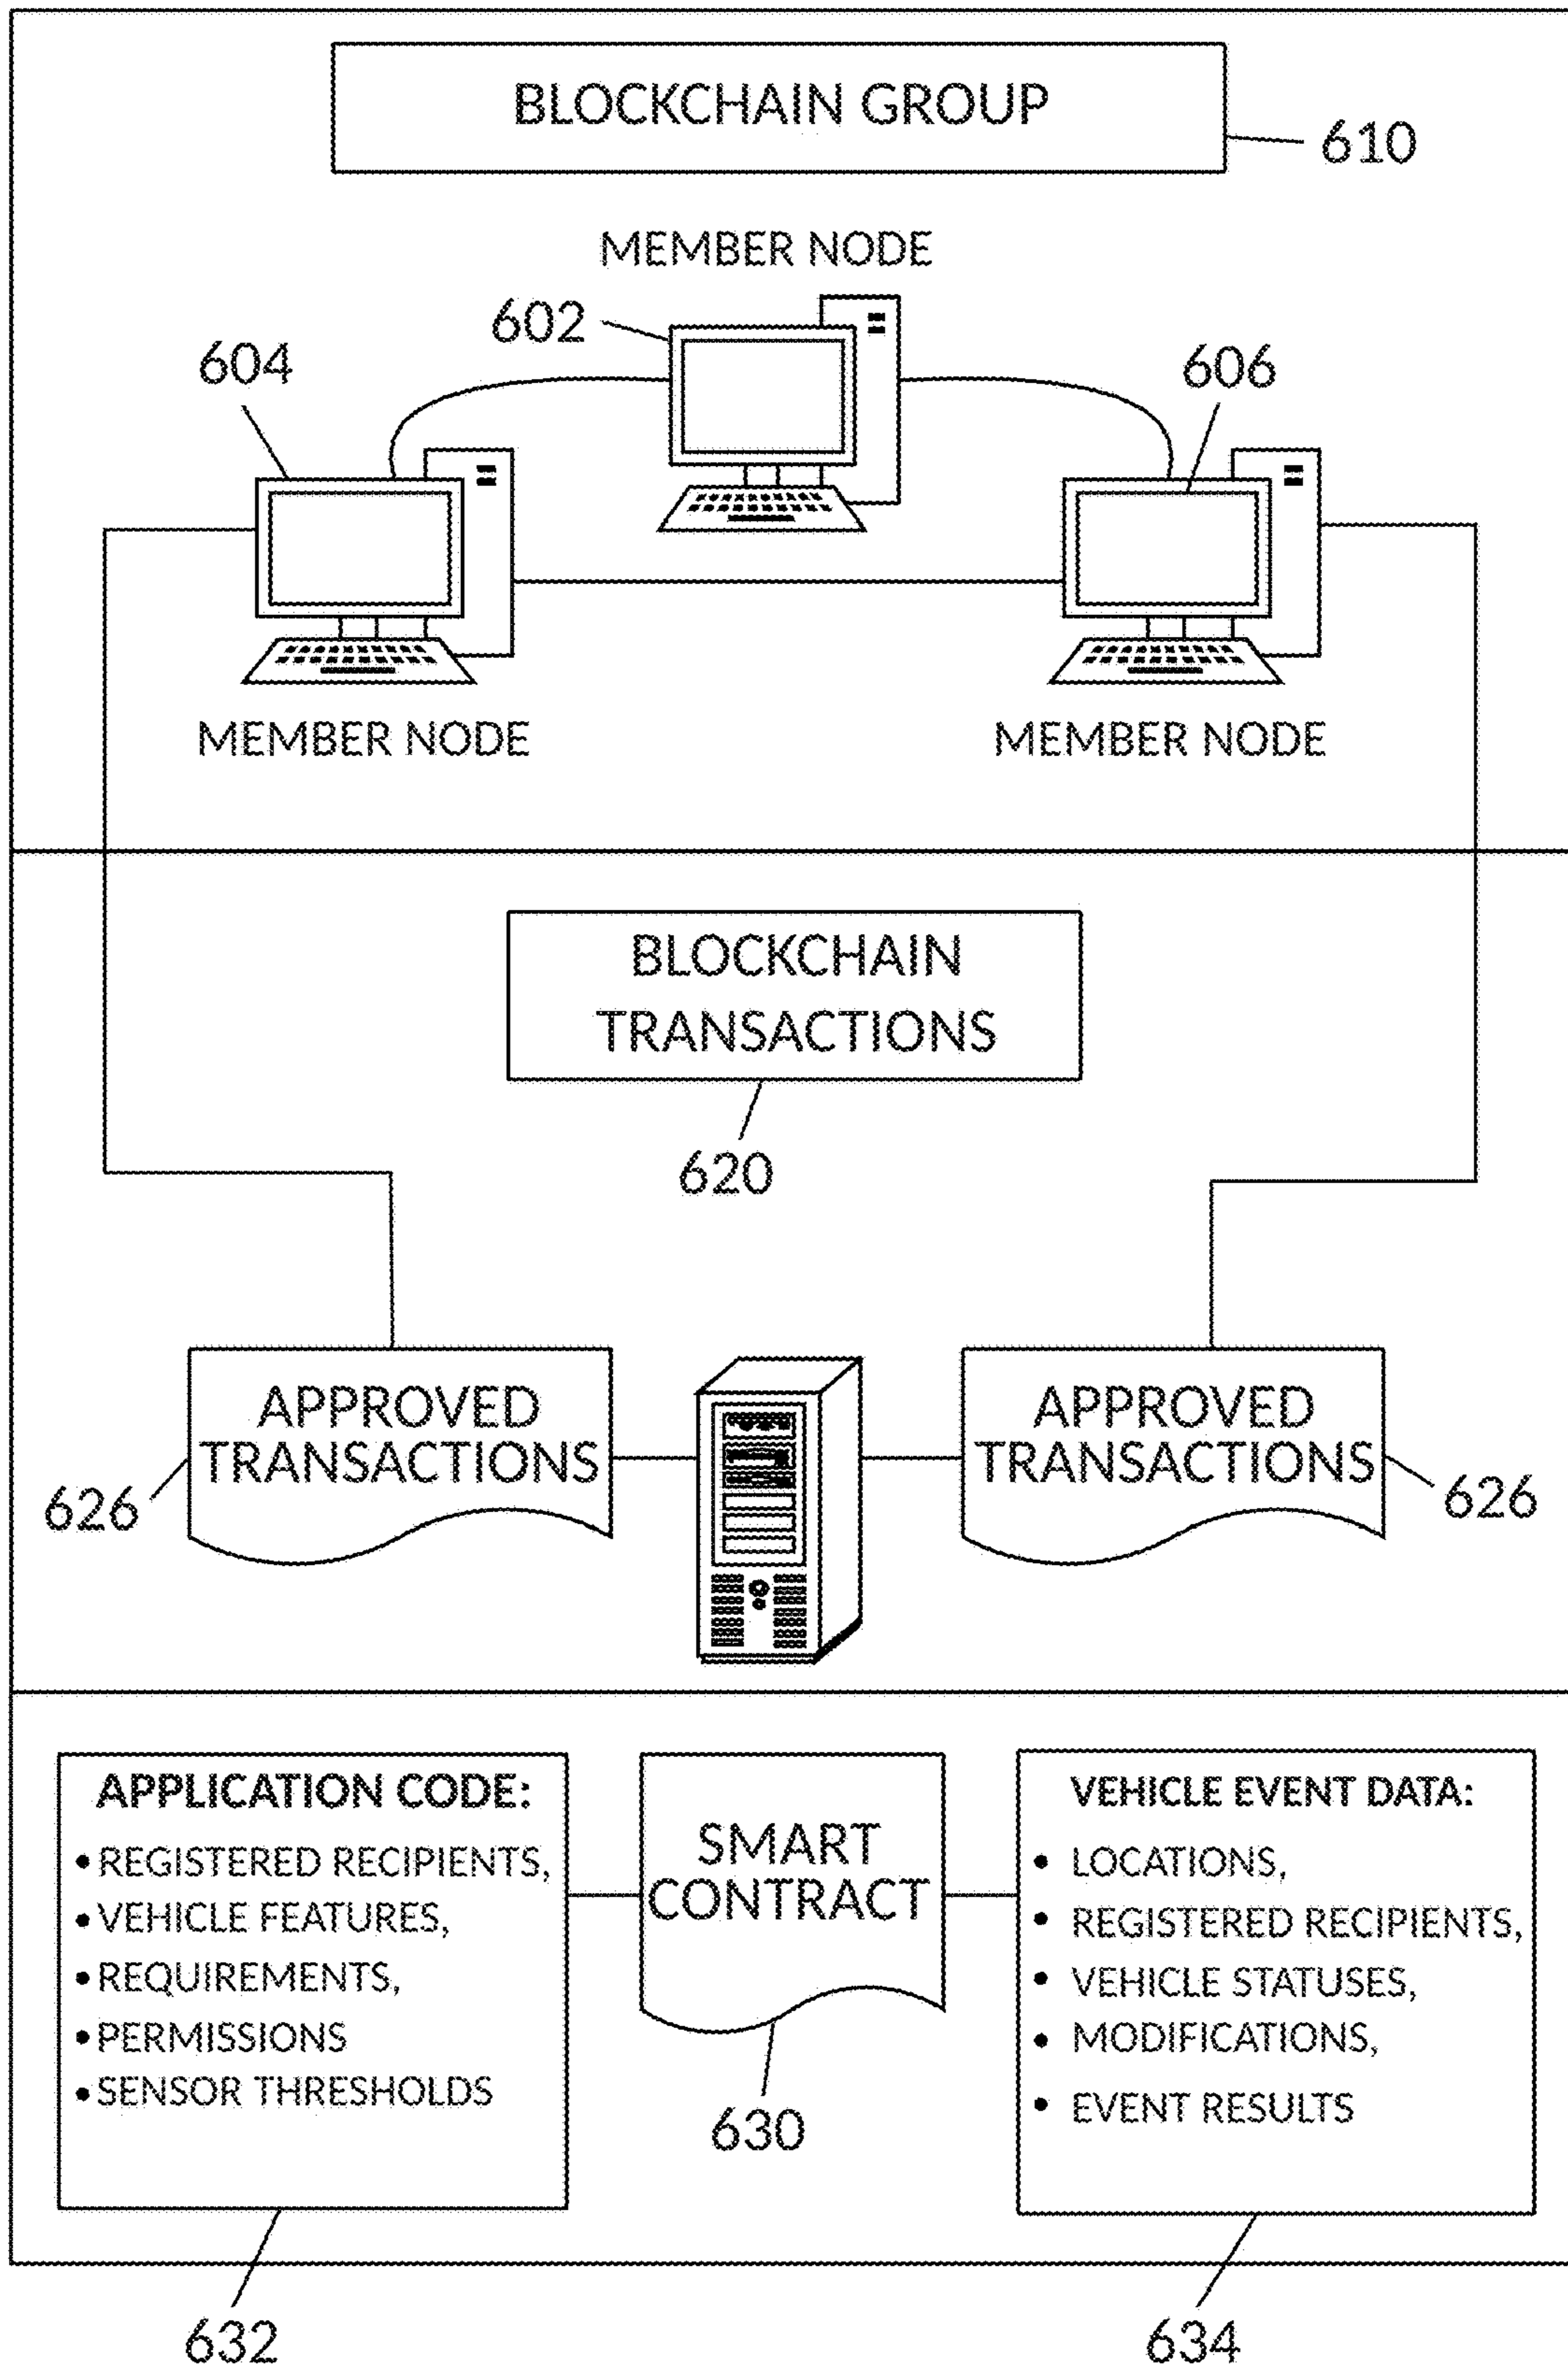 BLOCKCHAIN GROUP
610
MEMBER NODE
602
604
606
MEMBER NODE
MEMBER NODE
BLOCKCHAIN
TRANSACTIONS
620
APPROVED
TRANSACTIONS
626
APPROVED
TRANSACTIONS
626
APPLICATION CODE:
• REGISTERED RECIPIENTS,
• VEHICLE FEATURES,
• REQUIREMENTS,
• PERMISSIONS
• SENSOR THRESHOLDS
632
SMART
CONTRACT
630
VEHICLE EVENT DATA:
• LOCATIONS,
• REGISTERED RECIPIENTS,
• VEHICLE STATUSES,
• MODIFICATIONS,
• EVENT RESULTS
634